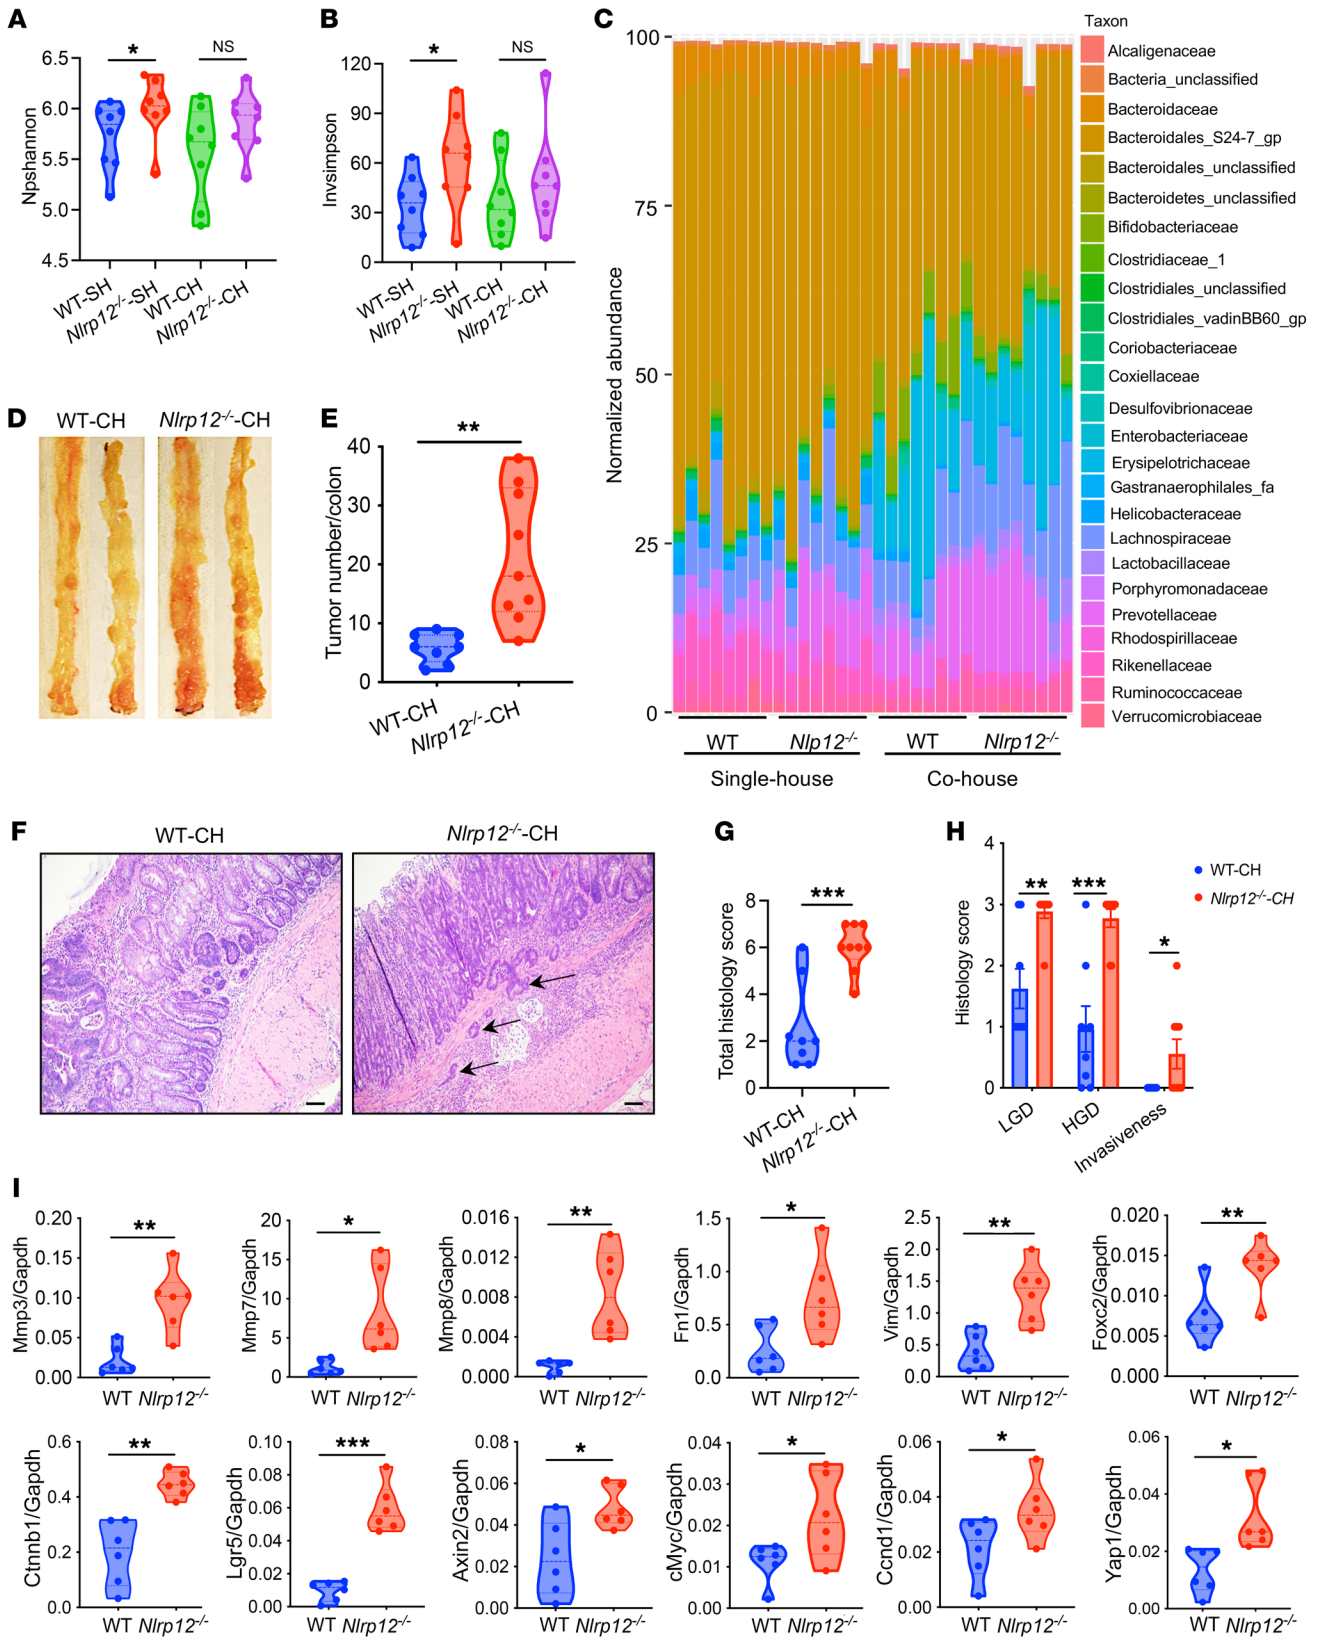 A
Npshannon
6.5
6.0
5.5
5.0
4.5
*
NS
WT-SH
Nlrp12-/--SH
WT-CH
Nlrp12-/--CH
B
Invsimpson
120
90
60
30
0
*
NS
WT-SH
Nlrp12-/--SH
WT-CH
Nlrp12-/--CH
C
Normalized abundance
100
75
50
25
0
WT
Nlp12-/-
WT
Nlrp12-/-
Single-house
Co-house
Taxon
Alcaligenaceae
Bacteria_unclassified
Bacteroidaceae
Bacteroidales_S24-7_gp
Bacteroidales_unclassified
Bacteroidetes_unclassified
Bifidobacteriaceae
Clostridiaceae_1
Clostridiales_unclassified
Clostridiales_vadinBB60_gp
Coriobacteriaceae
Coxiellaceae
Desulfovibrionaceae
Enterobacteriaceae
Erysipelotrichaceae
Gastranaerophilales_fa
Helicobacteraceae
Lachnospiraceae
Lactobacillaceae
Porphyromonadaceae
Prevotellaceae
Rhodospirillaceae
Rikenellaceae
Ruminococcaceae
Verrucomicrobiaceae
D
WT-CH
Nlrp12-/--CH
E
Tumor number/colon
40
30
20
10
0
**
WT-CH
Nlrp12-/--CH
F
WT-CH
Nlrp12-/--CH
G
Total histology score
8
6
4
2
0
***
WT-CH
Nlrp12-/--CH
H
Histology score
4
3
2
1
0
**
***
*
LGD
HGD
Invasiveness
WT-CH
Nlrp12-/--CH
I
Mmp3/Gapdh
0.20
0.10
0.05
0.00
**
WT Nlrp12-/-
Mmp7/Gapdh
20
15
10
5
0
*
WT Nlrp12-/-
Mmp8/Gapdh
0.016
0.012
0.008
0.004
0.000
**
WT Nlrp12-/-
Fn1/Gapdh
1.5
1.0
0.5
0.0
*
WT Nlrp12-/-
Vim/Gapdh
2.5
2.0
1.5
1.0
0.5
0.0
**
WT Nlrp12-/-
Foxc2/Gapdh
0.020
0.015
0.010
0.005
0.000
**
WT Nlrp12-/-
Ctnnb1/Gapdh
0.6
0.4
0.2
0.0
**
WT Nlrp12-/-
Lgr5/Gapdh
0.10
0.08
0.06
0.04
0.02
0.00
***
WT Nlrp12-/-
Axin2/Gapdh
0.08
0.06
0.04
0.02
0.00
*
WT Nlrp12-/-
cMyc/Gapdh
0.04
0.03
0.02
0.01
0.00
*
WT Nlrp12-/-
Ccnd1/Gapdh
0.06
0.04
0.02
0.00
*
WT Nlrp12-/-
Yap1/Gapdh
0.06
0.04
0.02
0.00
*
WT Nlrp12-/-